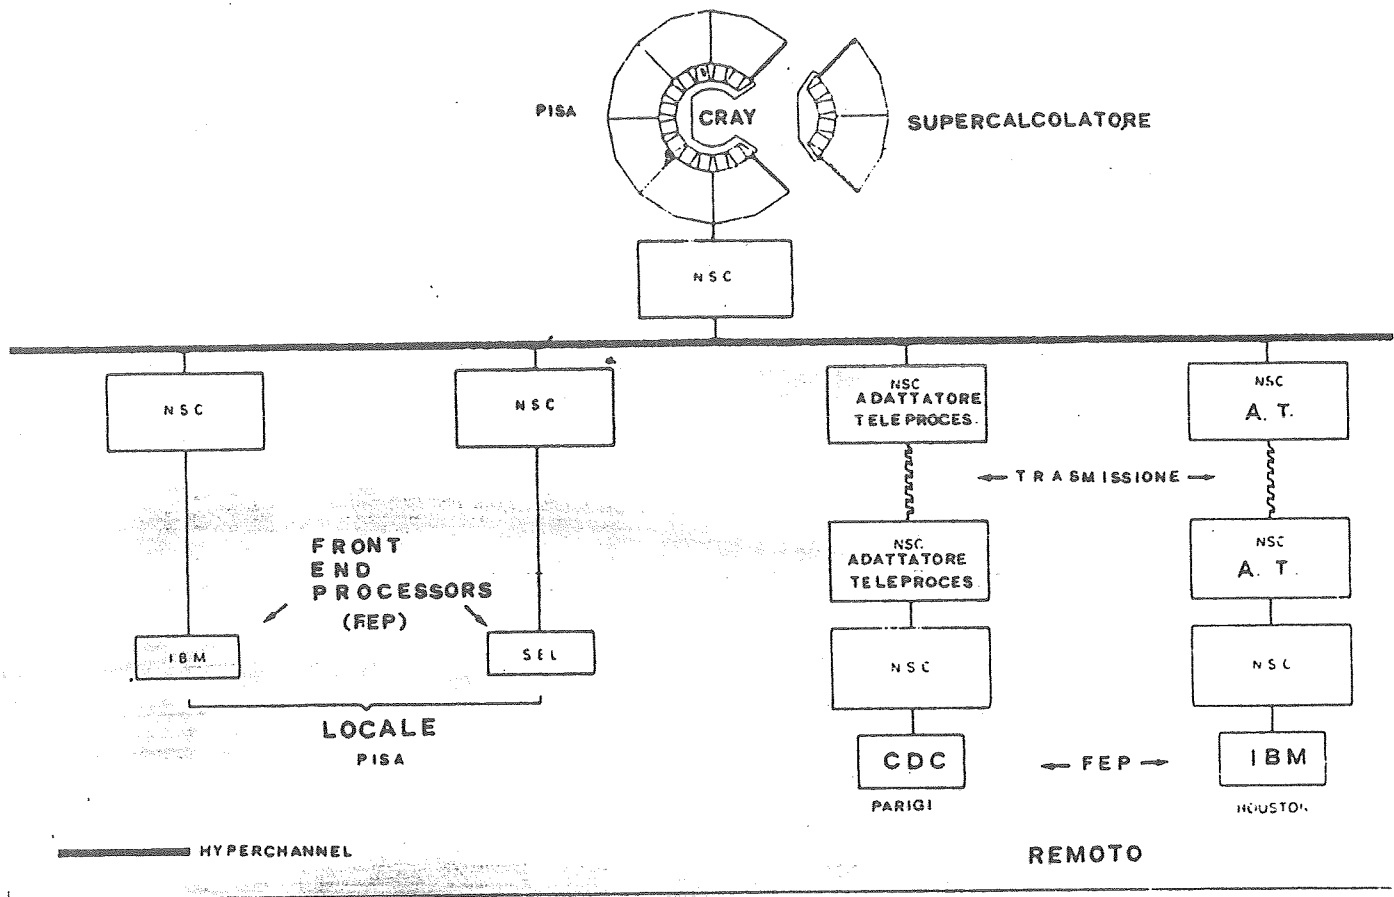 PISA
CRAY
SUPERCALCOLATORE
NSC
NSC
NSC
NSC
ADATTATORE
TELEPROCES.
NSC
A. T.
TRASMISSIONE
FRONT
END
PROCESSORS
(FEP)
NSC
ADATTATORE
TELEPROCES
NSC
A. T.
IBM
SEL
NSC
NSC
LOCALE
PISA
CDC
FEP
IBM
PARIGI
HOUSTON
HYPERCHANNEL
REMOTO